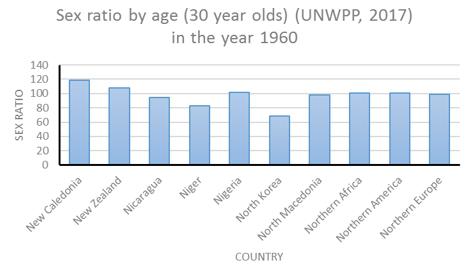 Sex ratio by age (30 year olds) (UNWPP, 2017)
in the year 1960
SEX RATIO
140
120
100
80
60
40
20
0
New Caledonia
New Zealand
Nicaragua
Niger
Nigeria
North Korea
North Macedonia
Northern Africa
Northern America
Northern Europe
COUNTRY